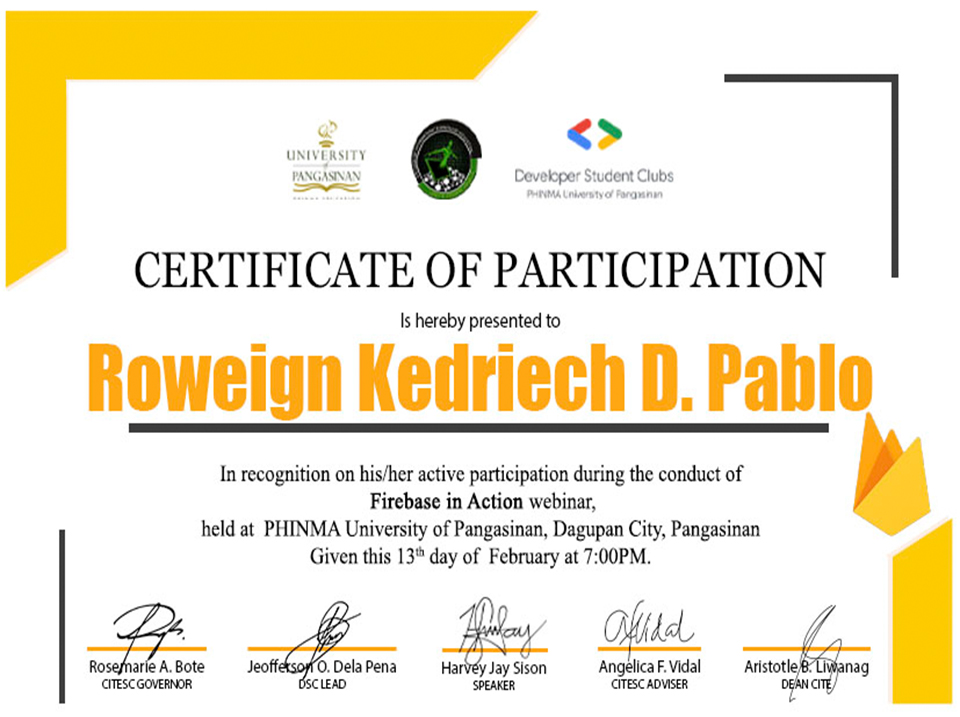 UNIVERSITY
of
PANGASINAN
PHINMA EDUCATION
Developer Student Clubs
PHINMA University of Pangasinan
CERTIFICATE OF PARTICIPATION
Is hereby presented to
Roweign Kedriech D. Pablo
In recognition on his/her active participation during the conduct of
Firebase in Action webinar,
held at PHINMA University of Pangasinan, Dagupan City, Pangasinan
Given this 13th day of February at 7:00PM.
Rosemarie A. Bote
CITESC GOVERNOR
Jeofferson O. Dela Pena
DSC LEAD
Harvey Jay Sison
SPEAKER
Angelica F. Vidal
CITESC ADVISER
Aristotle B. Liwanag
DEAN CITE